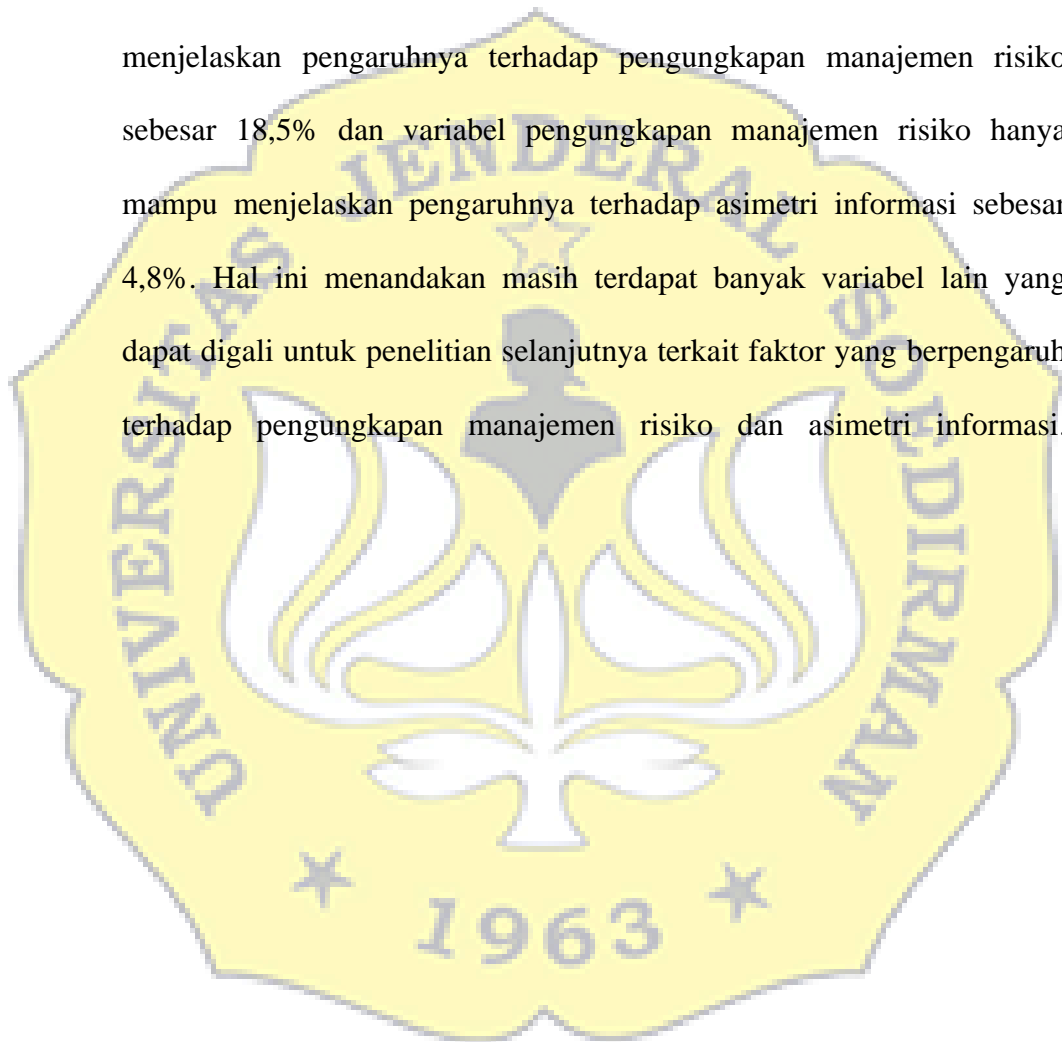 menjelaskan pengaruhnya terhadap pengungkapan manajemen risiko
sebesar 18,5% dan variabel pengungkapan manajemen risiko hanya
mampu menjelaskan pengaruhnya terhadap asimetri informasi sebesar
4,8%. Hal ini menandakan masih terdapat banyak variabel lain yang
dapat digali untuk penelitian selanjutnya terkait faktor yang berpengaruh
terhadap pengungkapan manajemen risiko dan asimetri informasi.
UNIVERSITAS JENDERAL SOEDIRMAN
1963